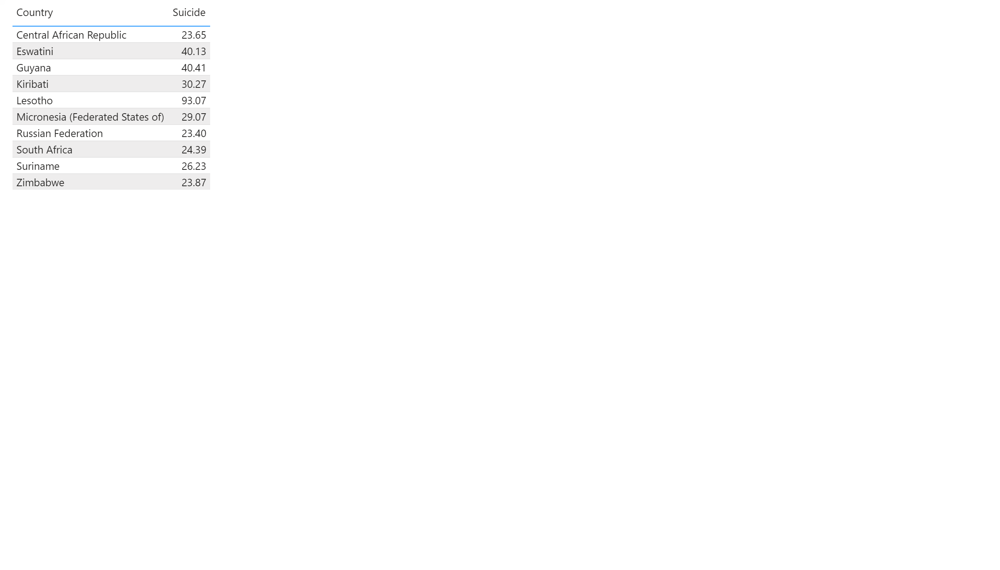 Country Suicide
Central African Republic 23.65
Eswatini 40.13
Guyana 40.41
Kiribati 30.27
Lesotho 93.07
Micronesia (Federated States of) 29.07
Russian Federation 23.40
South Africa 24.39
Suriname 26.23
Zimbabwe 23.87